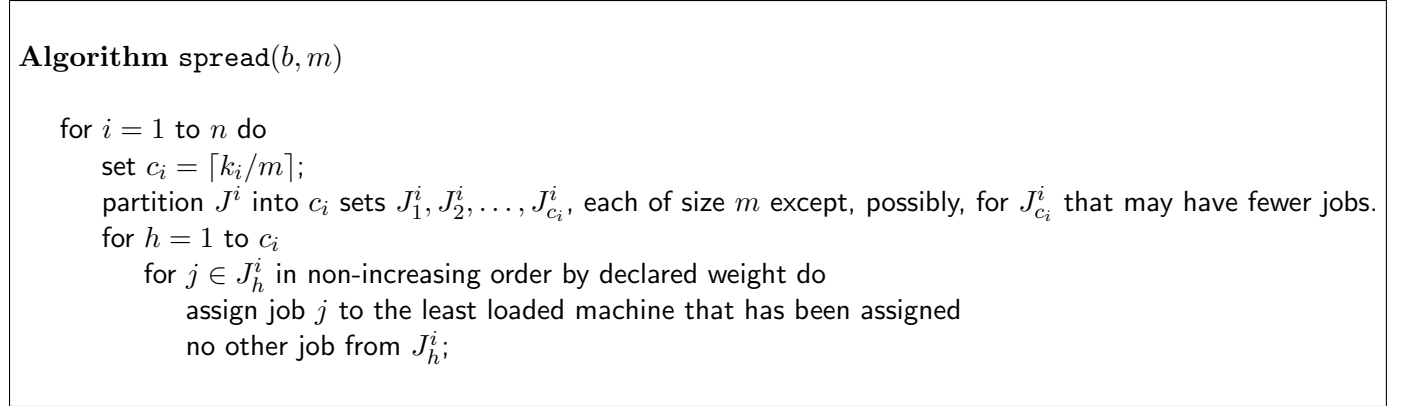 Algorithm spread(b, m)
for i = 1 to n do
set c_i = ⌈k_i/m⌉;
partition J^i into c_i sets J^i_1, J^i_2, . . . , J^i_{c_i}, each of size m except, possibly, for J^i_{c_i} that may have fewer jobs.
for h = 1 to c_i
for j ∈ J^i_h in non-increasing order by declared weight do
assign job j to the least loaded machine that has been assigned
no other job from J^i_h;